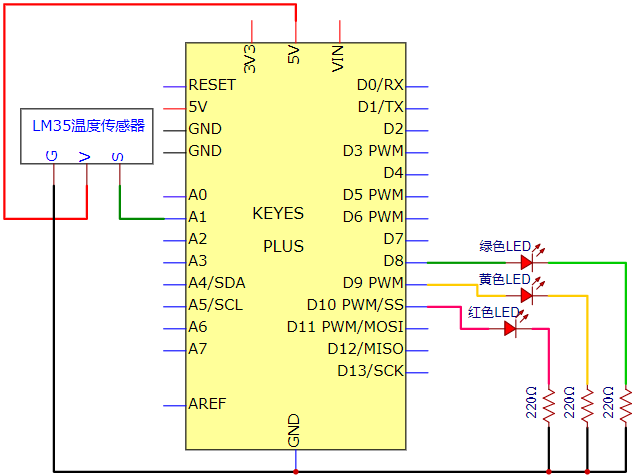 3V3
5V
VIN
RESET
5V
GND
GND
A0
A1
A2
A3
A4/SDA
A5/SCL
A6
A7
AREF
KEYES
PLUS
D0/RX
D1/TX
D2
D3 PWM
D4
D5 PWM
D6 PWM
D7
D8
D9 PWM
D10 PWM/SS
D11 PWM/MOSI
D12/MISO
D13/SCK
GND
LM35温度传感器
G
V
S
绿色LED
黄色LED
红色LED
220Ω
220Ω
220Ω